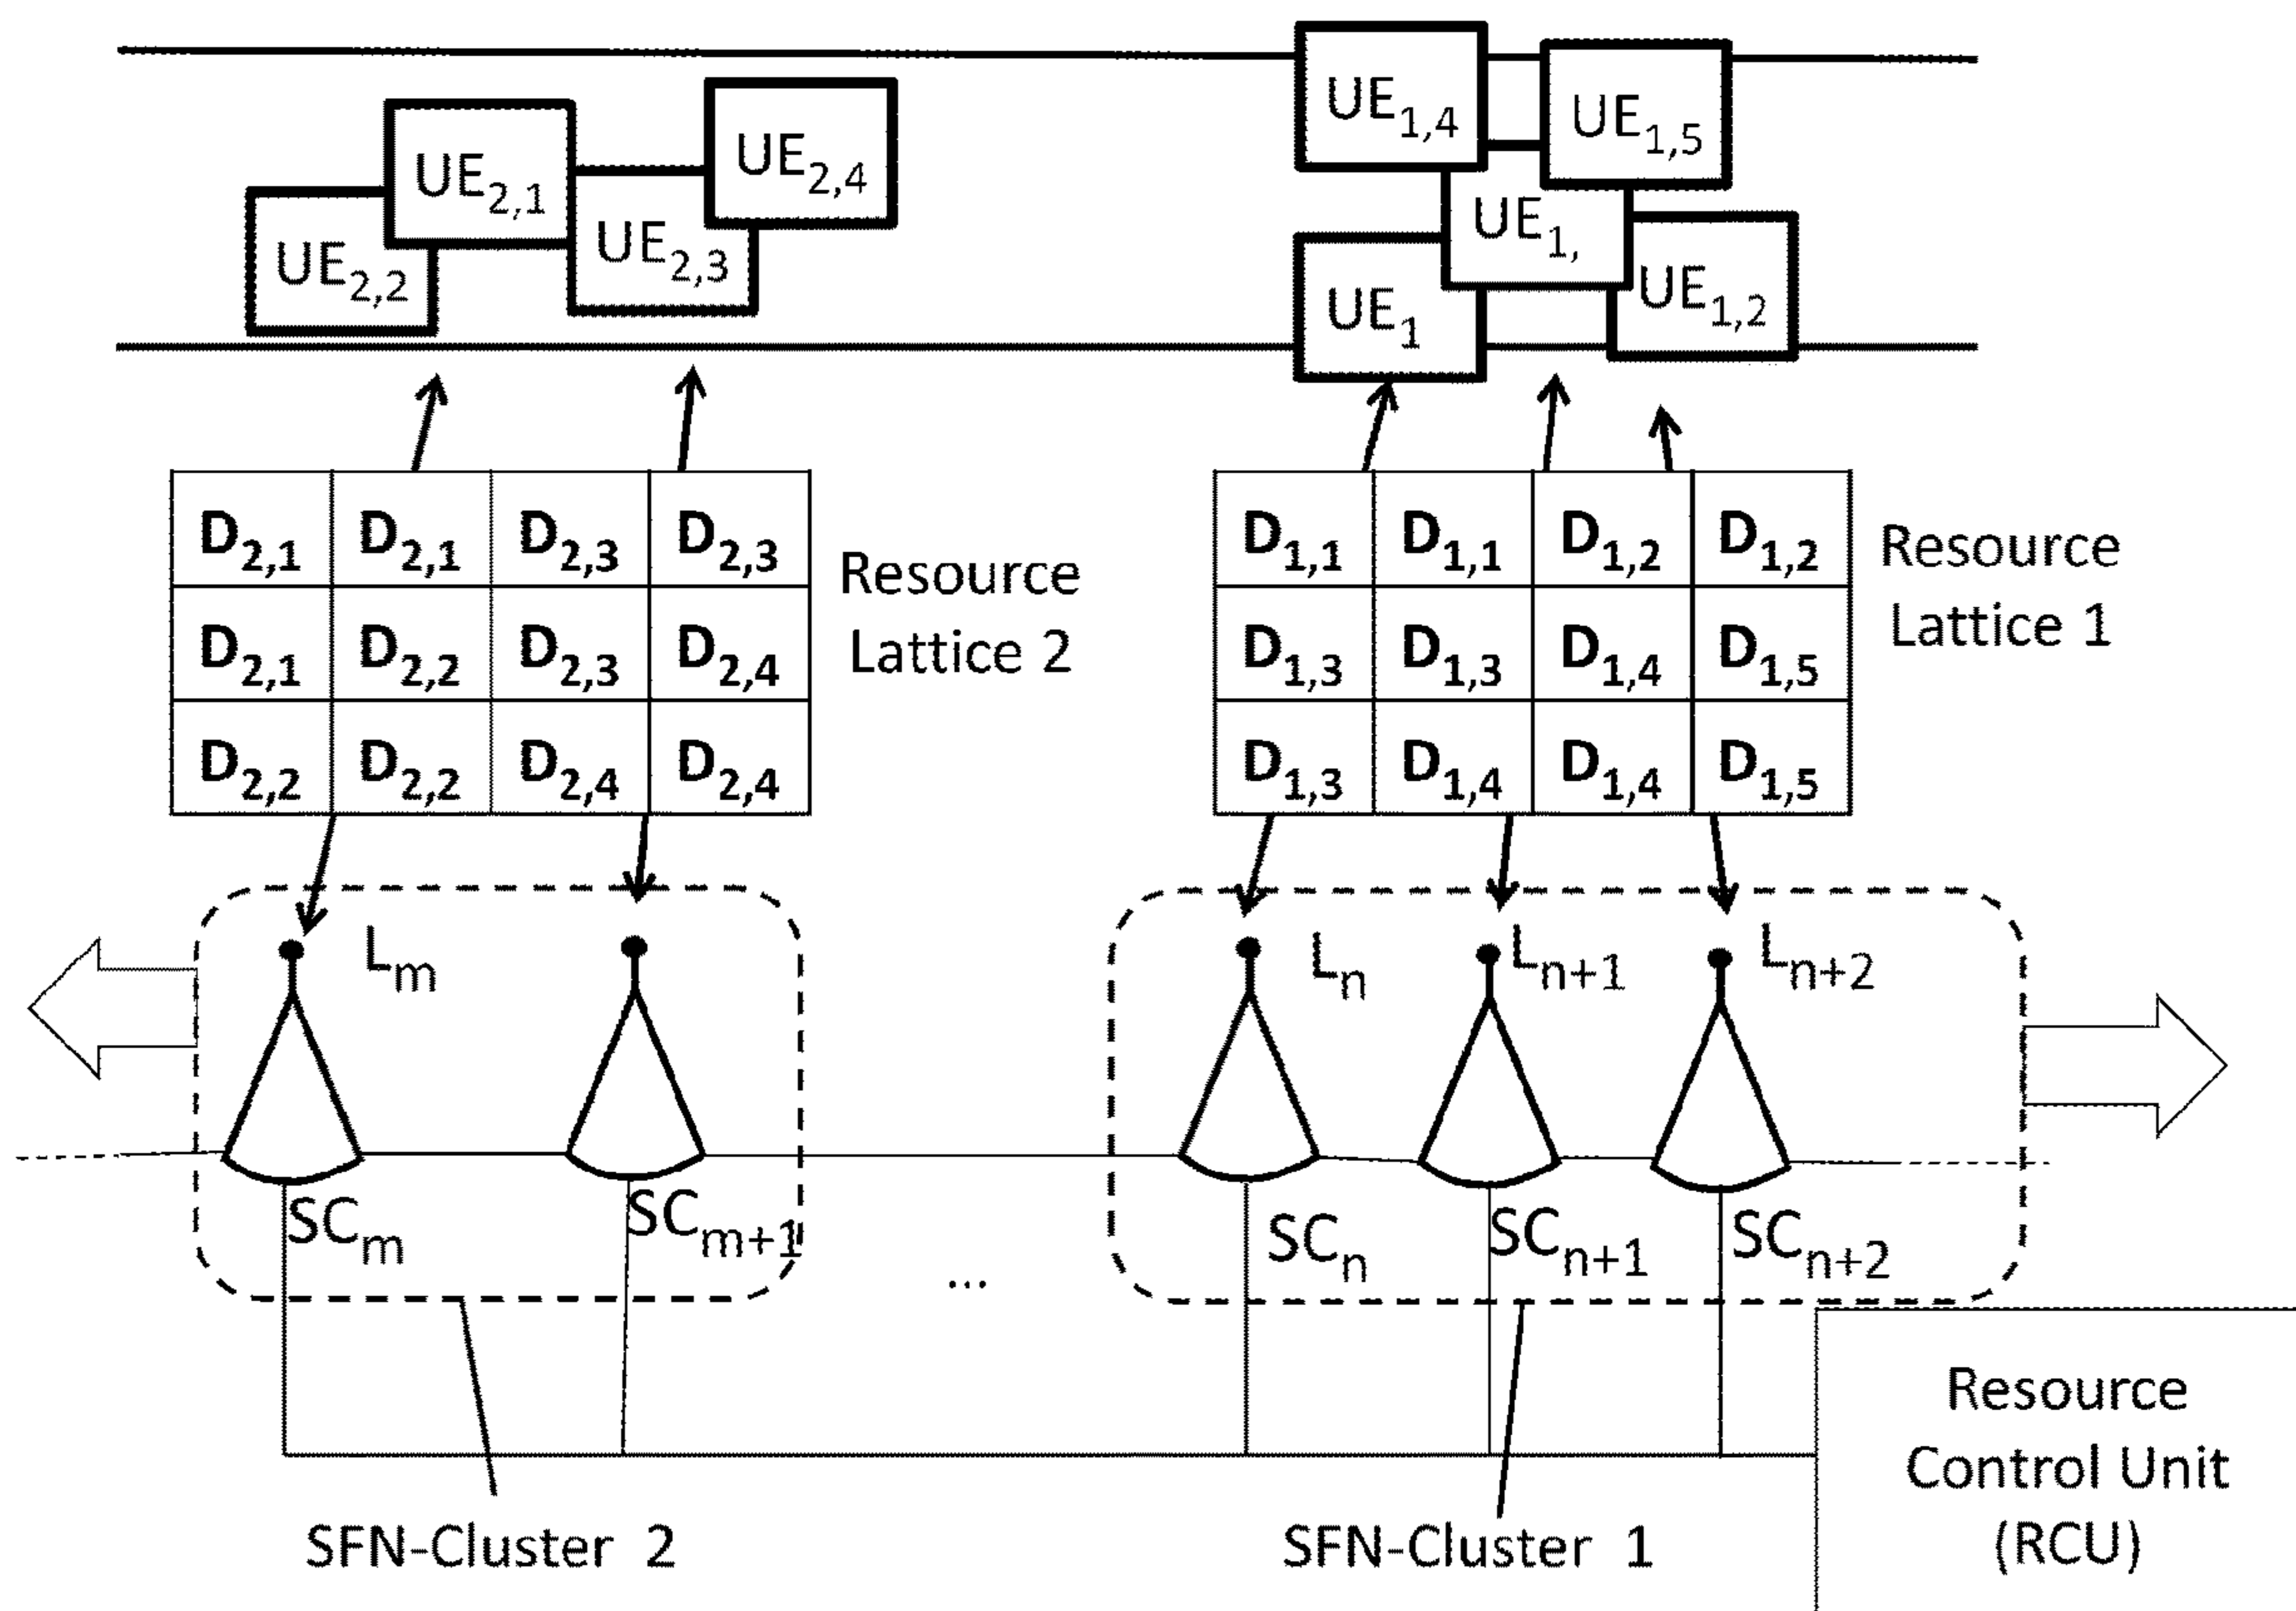 UE1,4
UE1,5
UE2,1
UE2,4
UE2,2
UE2,3
UE1,
UE1
UE1,2
D2,1 D2,1 D2,3 D2,3
D2,1 D2,2 D2,3 D2,4
D2,2 D2,2 D2,4 D2,4
Resource
Lattice 2
D1,1 D1,1 D1,2 D1,2
D1,3 D1,3 D1,4 D1,5
D1,3 D1,4 D1,4 D1,5
Resource
Lattice 1
Lm
Ln
Ln+1
Ln+2
SCm
SCm+1
...
SCn
SCn+1
SCn+2
SFN-Cluster 2
SFN-Cluster 1
Resource
Control Unit
(RCU)